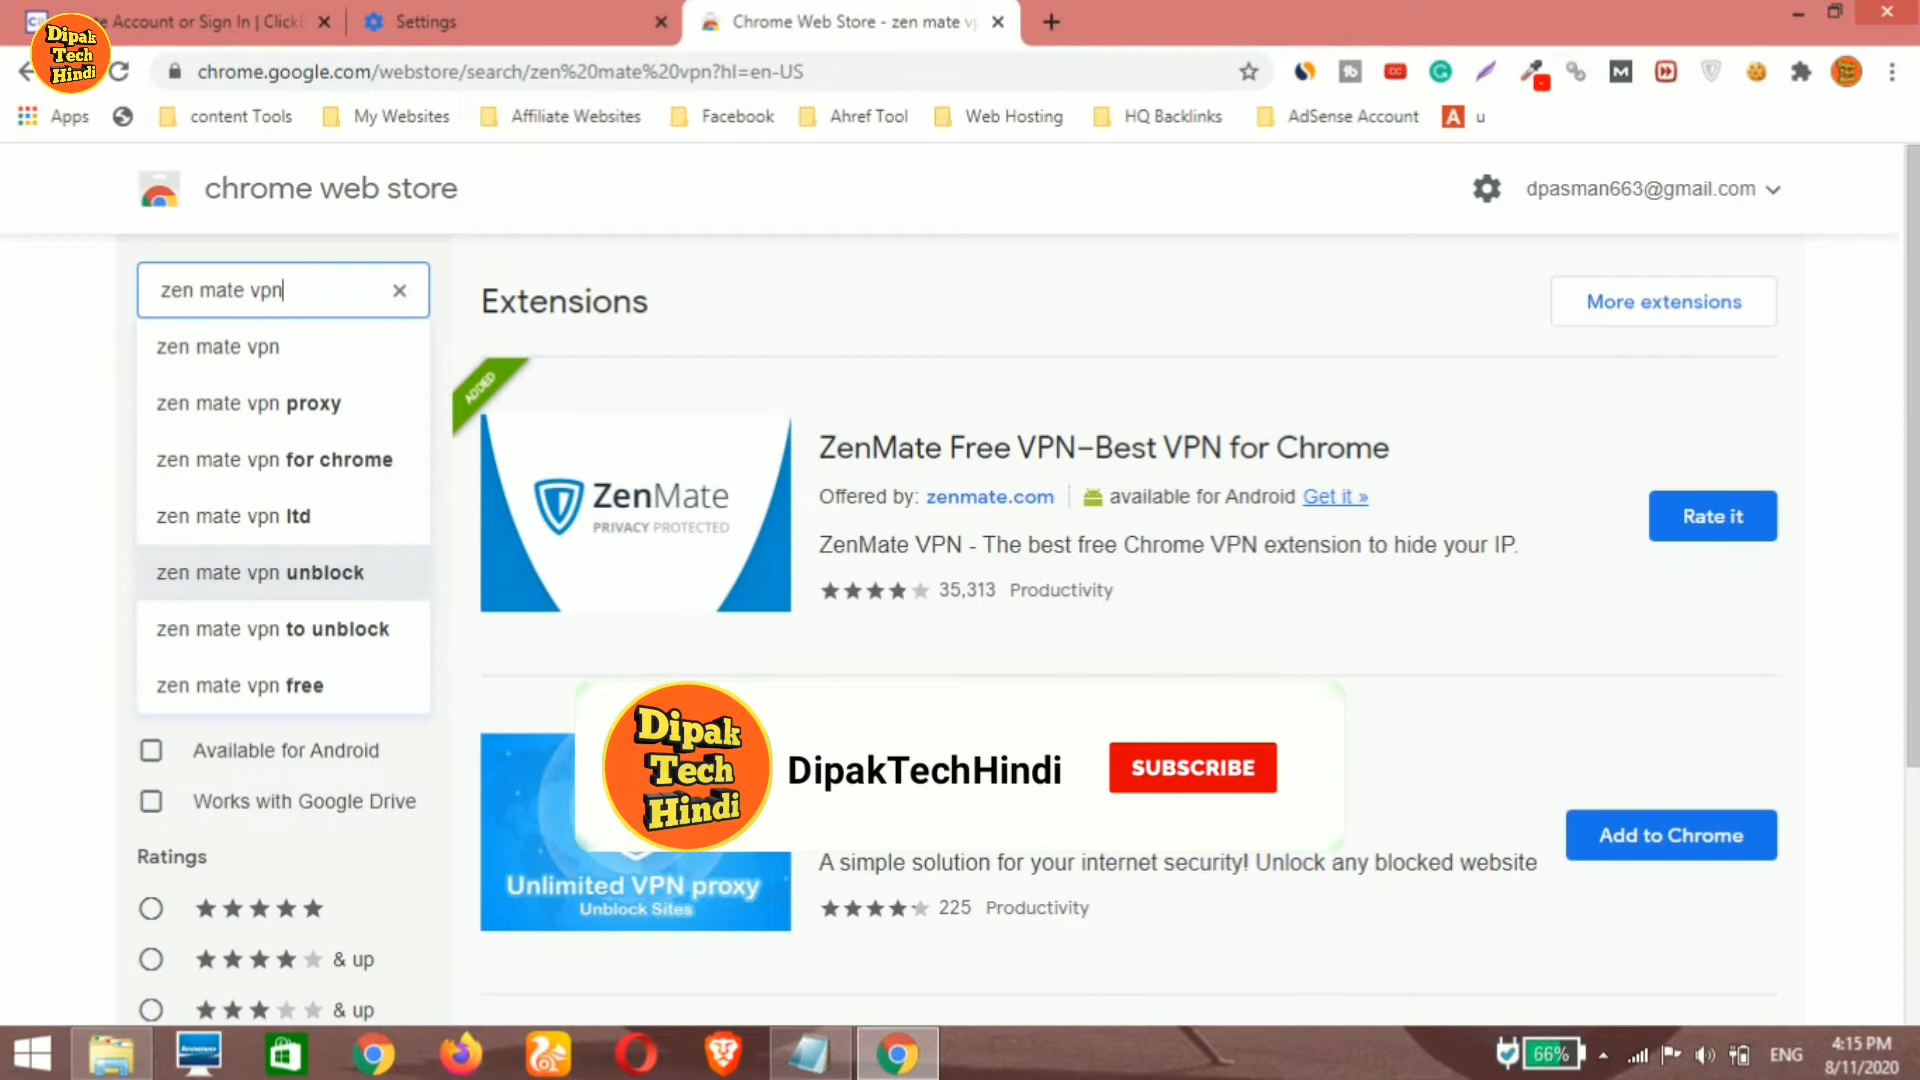 e Account or Sign In | Click
Settings
Chrome Web Store - zen mate vp
Dipak
Tech
Hindi
chrome.google.com/webstore/search/zen%20mate%20vpn?hl=en-US
Apps
content Tools
My Websites
Affiliate Websites
Facebook
Ahref Tool
Web Hosting
HQ Backlinks
AdSense Account
A
u
chrome web store
dpasman663@gmail.com
zen mate vpn
zen mate vpn
zen mate vpn proxy
zen mate vpn for chrome
zen mate vpn ltd
zen mate vpn unblock
zen mate vpn to unblock
zen mate vpn free
Available for Android
Works with Google Drive
Ratings
& up
& up
Extensions
More extensions
ADDED
ZenMate
PRIVACY PROTECTED
ZenMate Free VPN–Best VPN for Chrome
Offered by: zenmate.com
available for Android Get it »
ZenMate VPN - The best free Chrome VPN extension to hide your IP.
35,313 Productivity
Rate it
Dipak
Tech
Hindi
DipakTechHindi
SUBSCRIBE
Unlimited VPN proxy
Unblock Sites
A simple solution for your internet security! Unlock any blocked website
225 Productivity
Add to Chrome
66%
ENG
4:15 PM
8/11/2020